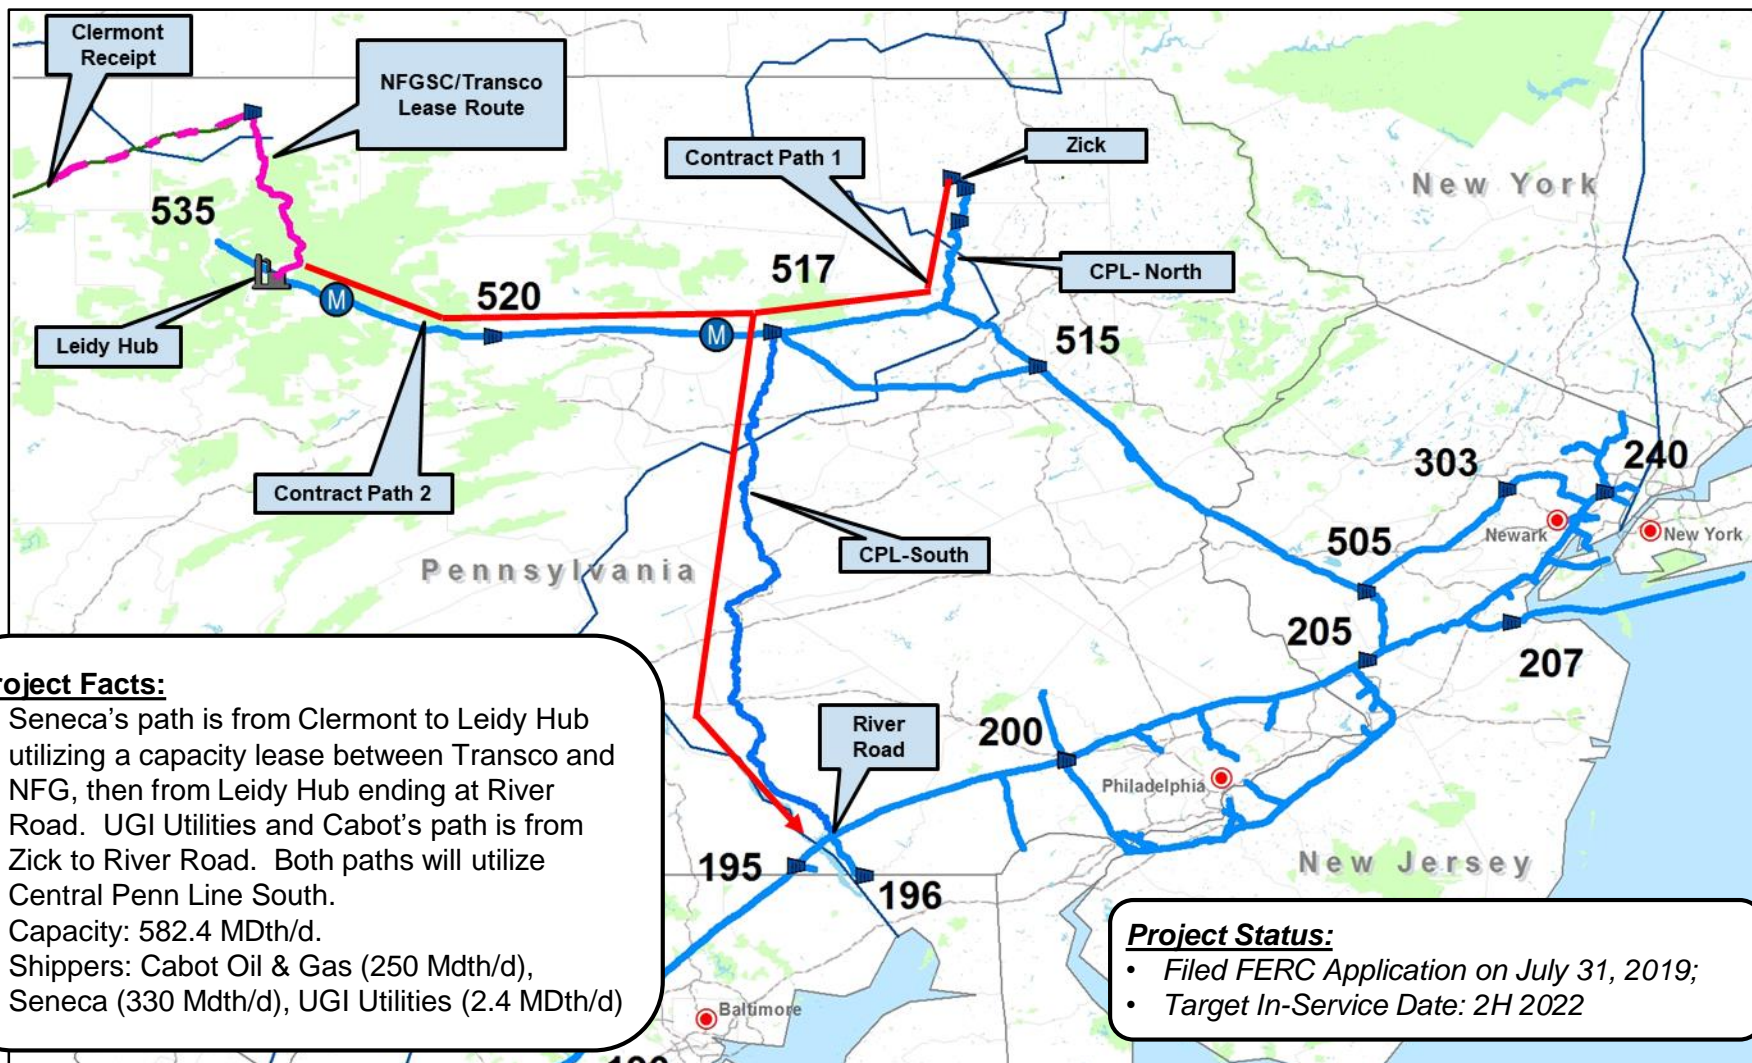 Clermont
Receipt
NFGSC/Transco
Lease Route
Contract Path 1
Zick
New York
535
517
CPL- North
520
M
Leidy Hub
M
515
Contract Path 2
303
240
Newark
New York
CPL-South
505
Pennsylvania
205
207
River
Road
200
Philadelphia
195
196
New Jersey
Baltimore
roject Facts:
Seneca's path is from Clermont to Leidy Hub
utilizing a capacity lease between Transco and
NFG, then from Leidy Hub ending at River
Road.  UGI Utilities and Cabot's path is from
Zick to River Road.  Both paths will utilize
Central Penn Line South.
Capacity: 582.4 MDth/d.
Shippers: Cabot Oil & Gas (250 Mdth/d),
Seneca (330 Mdth/d), UGI Utilities (2.4 MDth/d)
Project Status:
• Filed FERC Application on July 31, 2019;
• Target In-Service Date: 2H 2022